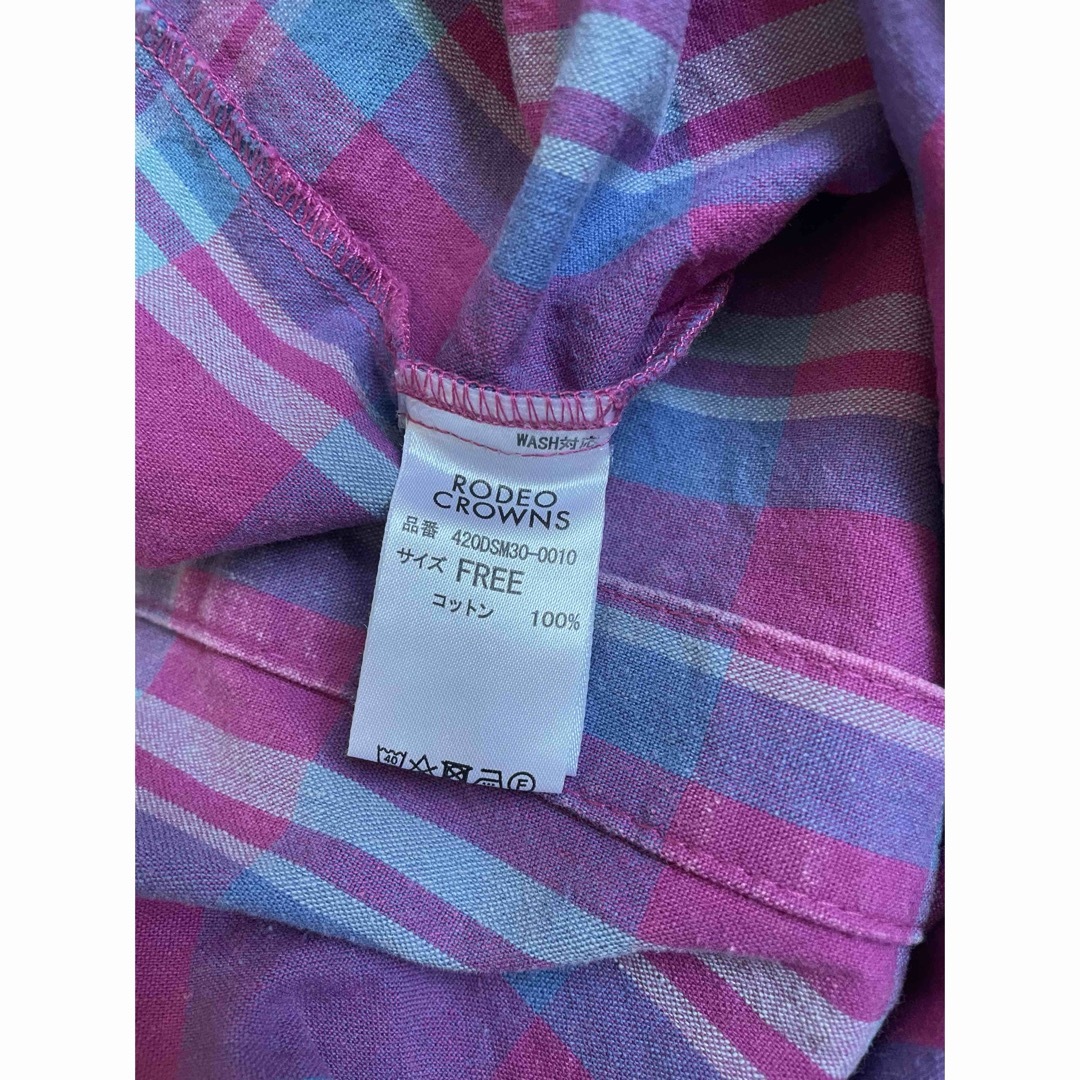 WASH対応
RODEO
CROWNS
品番 420DSM30-0010
サイズ FREE
コットン 100%
40
F